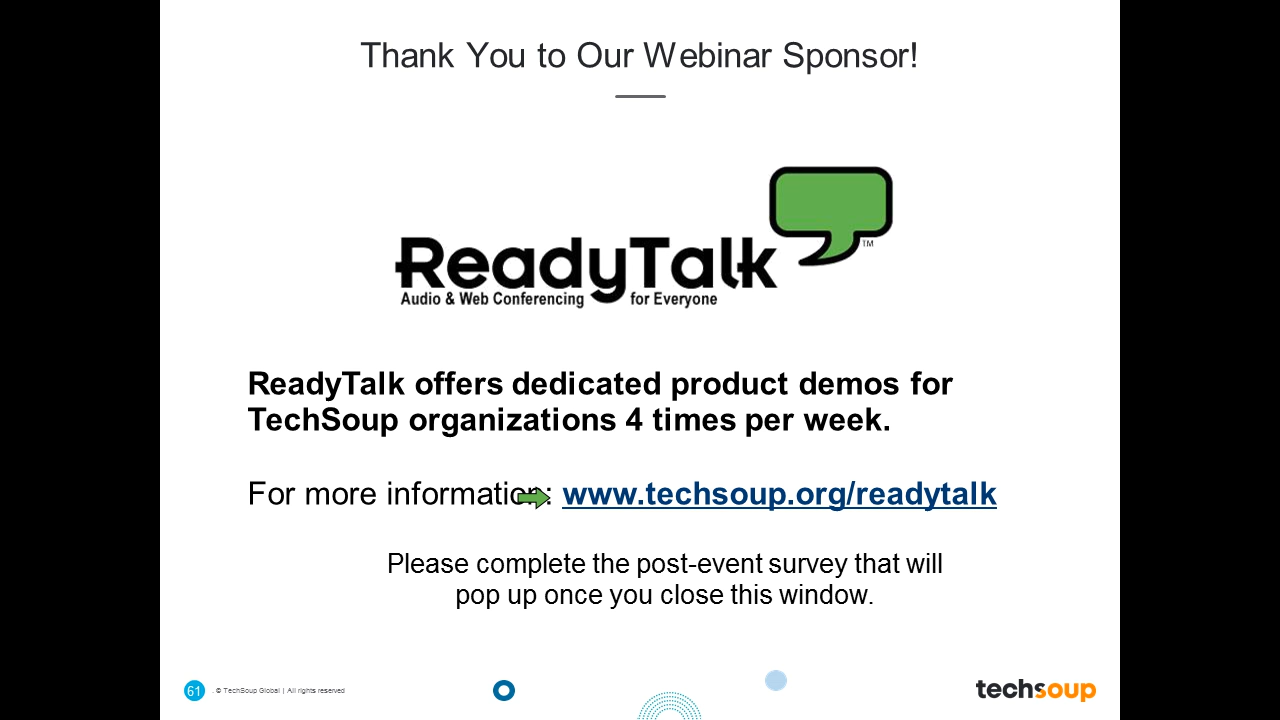 Thank You to Our Webinar Sponsor!
ReadyTalk
TM
Audio & Web Conferencing for Everyone
ReadyTalk offers dedicated product demos for
TechSoup organizations 4 times per week.
For more information: www.techsoup.org/readytalk
Please complete the post-event survey that will
pop up once you close this window.
61 . © TechSoup Global | All rights reserved
techsoup